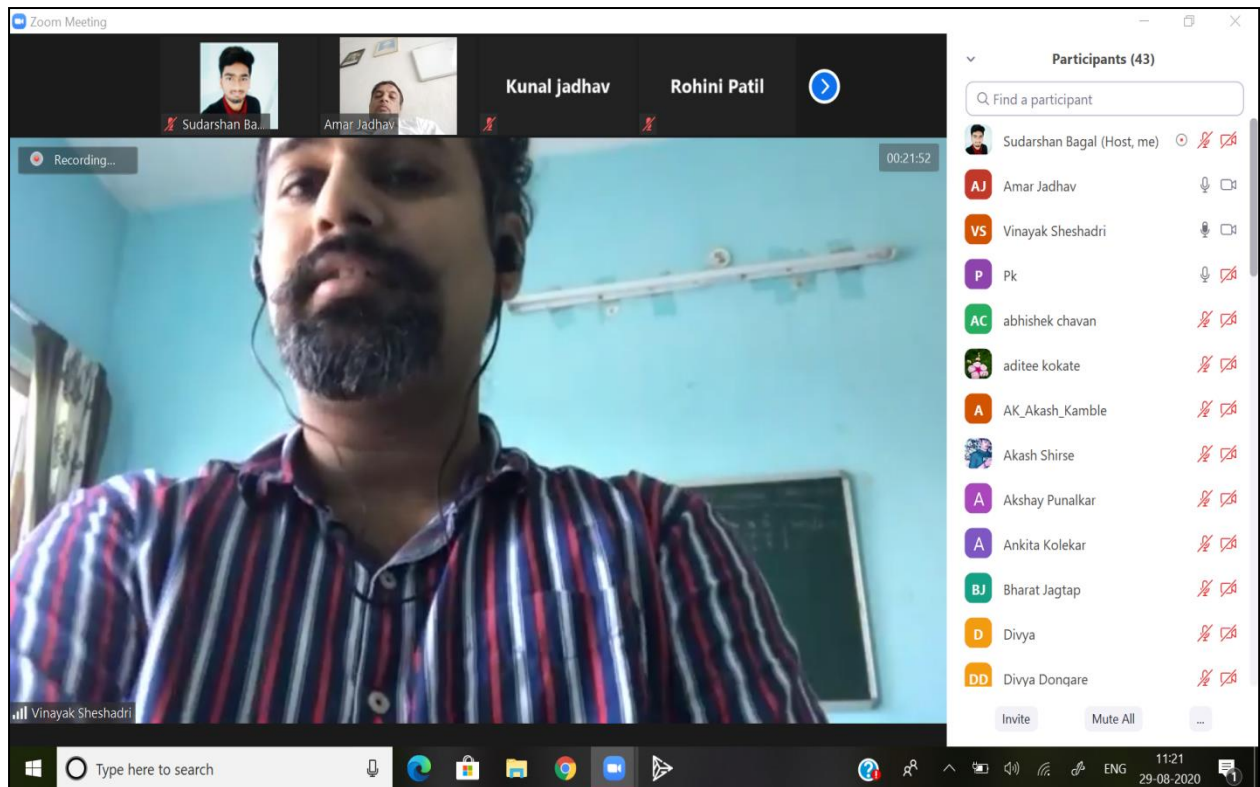 Zoom Meeting
Sudarshan Ba...
Amar Jadhav
Kunal jadhav
Rohini Patil
Recording...
00:21:52
Vinayak Sheshadri
Participants (43)
Find a participant
Sudarshan Bagal (Host, me)
AJ Amar Jadhav
VS Vinayak Sheshadri
P Pk
AC abhishek chavan
aditee kokate
A AK_Akash_Kamble
Akash Shirse
A Akshay Punalkar
A Ankita Kolekar
BJ Bharat Jagtap
D Divya
DD Divya Dongare
Invite Mute All ...
Type here to search
ENG
11:21
29-08-2020
1